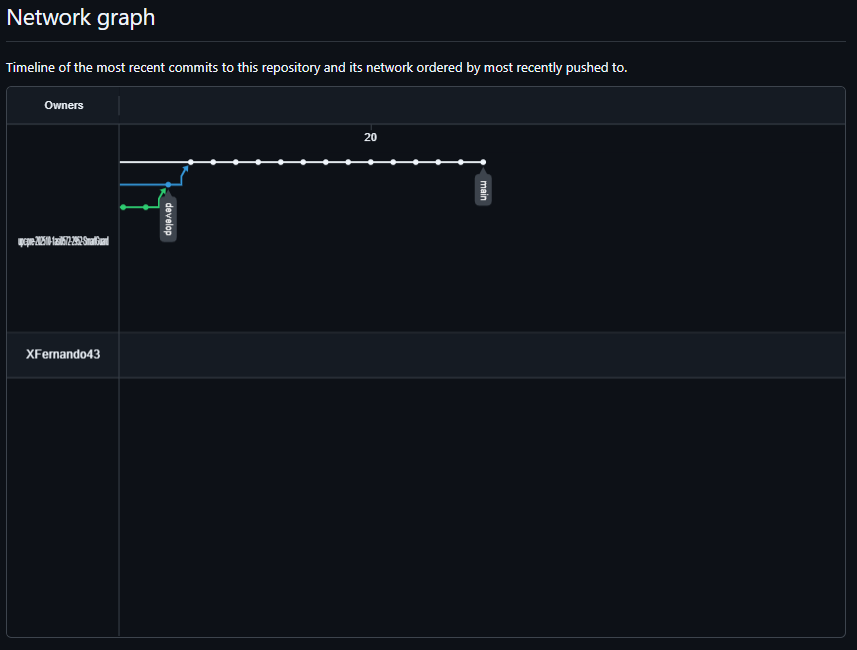 Network graph
Timeline of the most recent commits to this repository and its network ordered by most recently pushed to.
Owners
20
main
develop
XFernando43